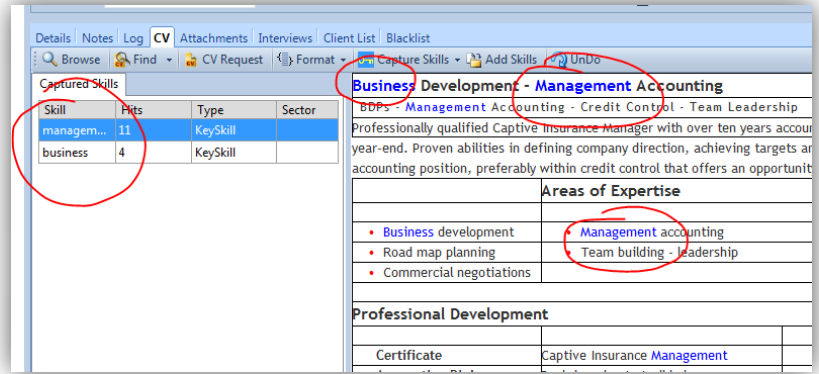 Details Notes Log CV Attachments Interviews Client List Blacklist
Browse Find CV Request Format Capture Skills Add Skills UnDo
Captured Skills
Skill Hits Type Sector
managem... 11 KeySkill
business 4 KeySkill
Business Development - Management Accounting
BDPs - Management Accounting - Credit Control - Team Leadership
Professionally qualified Captive Insurance Manager with over ten years accour
year-end. Proven abilities in defining company direction, achieving targets ar
accounting position, preferably within credit control that offers an opportunit
Areas of Expertise
• Business development • Management accounting
• Road map planning • Team building - leadership
• Commercial negotiations
Professional Development
Certificate Captive Insurance Management